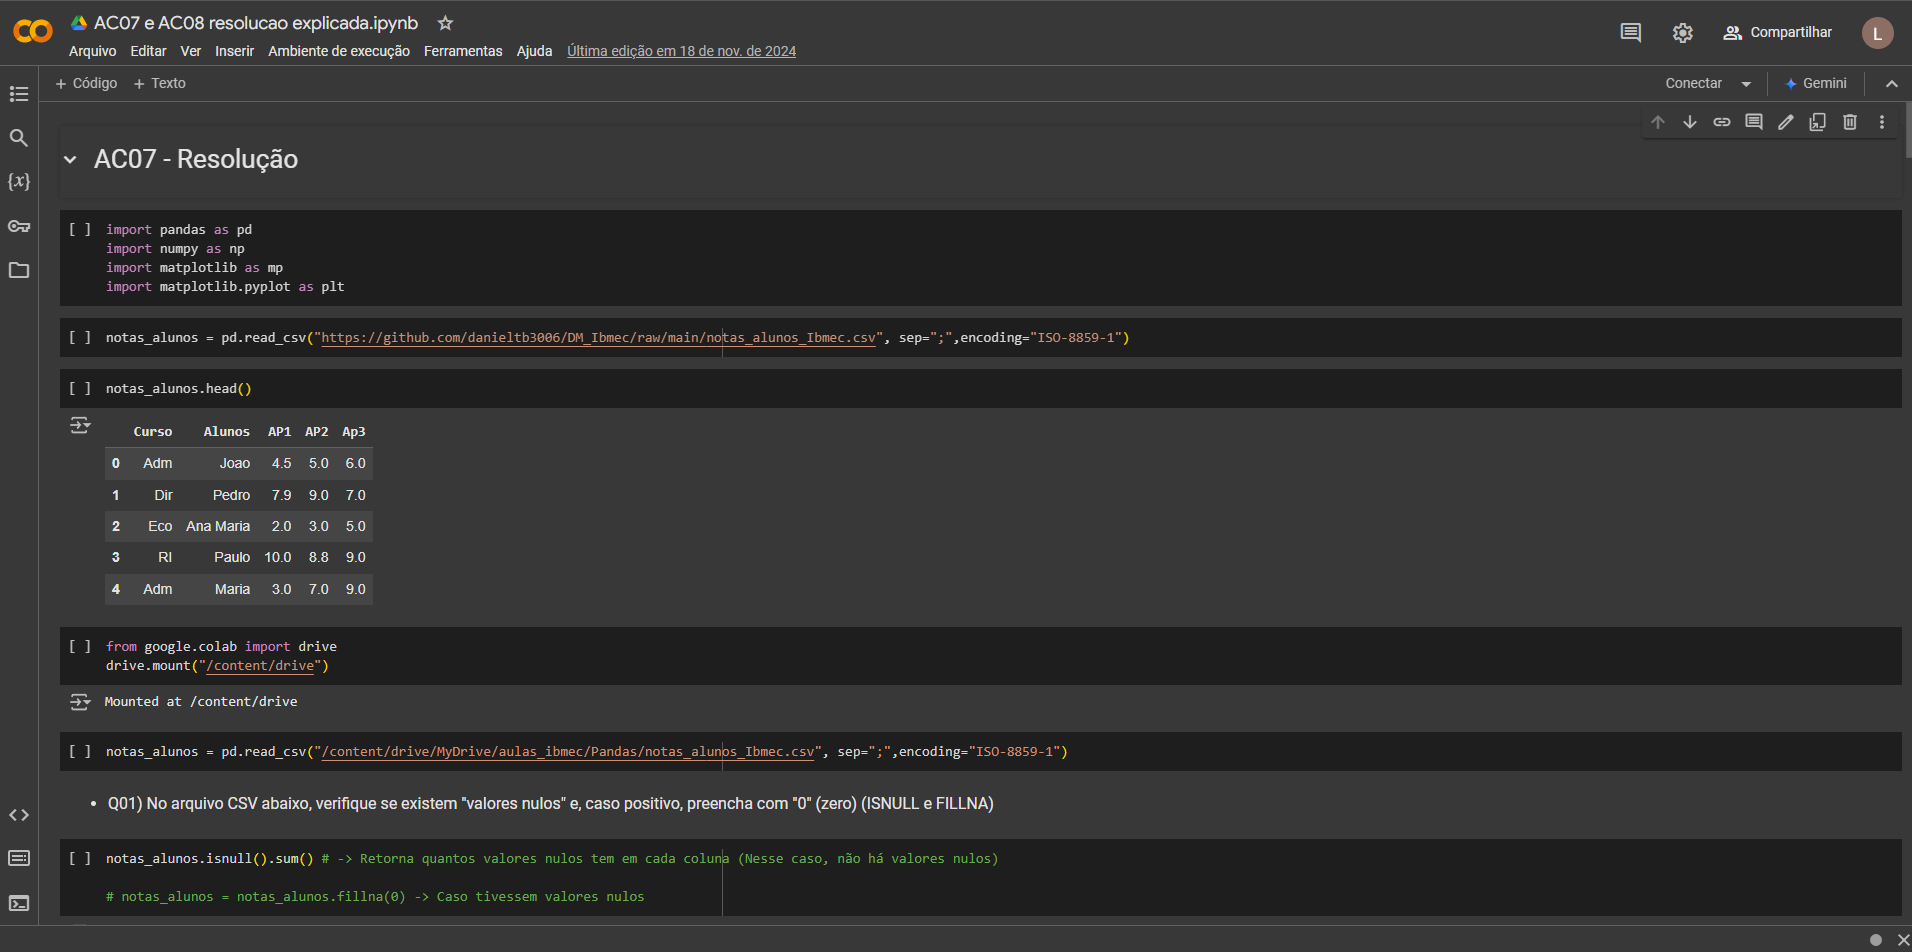 AC07 e AC08 resolucao explicada.ipynb
Arquivo Editar Ver Inserir Ambiente de execução Ferramentas Ajuda Última edição em 18 de nov. de 2024
Compartilhar
L
+ Código + Texto
Conectar
Gemini
AC07 - Resolução
[ ] import pandas as pd
import numpy as np
import matplotlib as mp
import matplotlib.pyplot as plt
[ ] notas_alunos = pd.read_csv("https://github.com/danieltb3006/DM_Ibmec/raw/main/notas_alunos_Ibmec.csv", sep=";",encoding="ISO-8859-1")
[ ] notas_alunos.head()
Curso Alunos AP1 AP2 Ap3
0 Adm Joao 4.5 5.0 6.0
1 Dir Pedro 7.9 9.0 7.0
2 Eco Ana Maria 2.0 3.0 5.0
3 RI Paulo 10.0 8.8 9.0
4 Adm Maria 3.0 7.0 9.0
[ ] from google.colab import drive
drive.mount("/content/drive")
Mounted at /content/drive
[ ] notas_alunos = pd.read_csv("/content/drive/MyDrive/aulas_ibmec/Pandas/notas_alunos_Ibmec.csv", sep=";",encoding="ISO-8859-1")
• Q01) No arquivo CSV abaixo, verifique se existem "valores nulos" e, caso positivo, preencha com "0" (zero) (ISNULL e FILLNA)
[ ] notas_alunos.isnull().sum() # -> Retorna quantos valores nulos tem em cada coluna (Nesse caso, não há valores nulos)
# notas_alunos = notas_alunos.fillna(0) -> Caso tivessem valores nulos